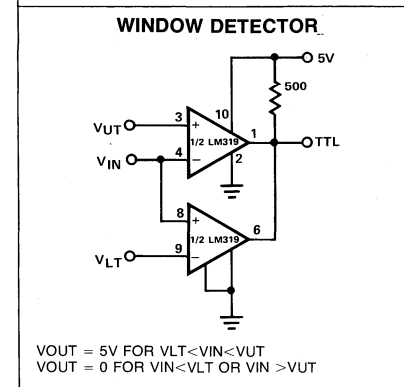 WINDOW DETECTOR
5V
500
10
3
VUT
+
1
TTL
1/2 LM319
VIN
4
−
2
8
+
6
1/2 LM319
9
−
VLT
VOUT = 5V FOR VLT<VIN<VUT
VOUT = 0 FOR VIN<VLT OR VIN >VUT